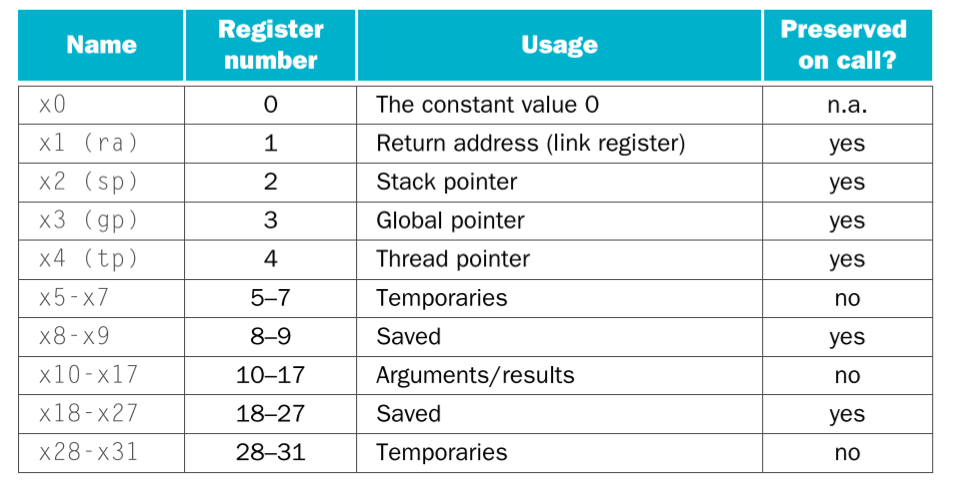 Name Register number Usage Preserved on call?
x0 0 The constant value 0 n.a.
x1 (ra) 1 Return address (link register) yes
x2 (sp) 2 Stack pointer yes
x3 (gp) 3 Global pointer yes
x4 (tp) 4 Thread pointer yes
x5-x7 5–7 Temporaries no
x8-x9 8–9 Saved yes
x10-x17 10–17 Arguments/results no
x18-x27 18–27 Saved yes
x28-x31 28–31 Temporaries no